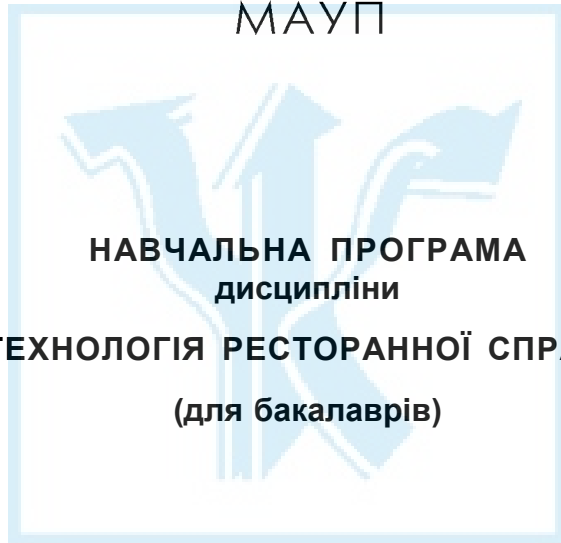 МАУП
НАВЧАЛЬНА ПРОГРАМА
дисципліни
ТЕХНОЛОГІЯ РЕСТОРАННОЇ СПРА
(для бакалаврів)